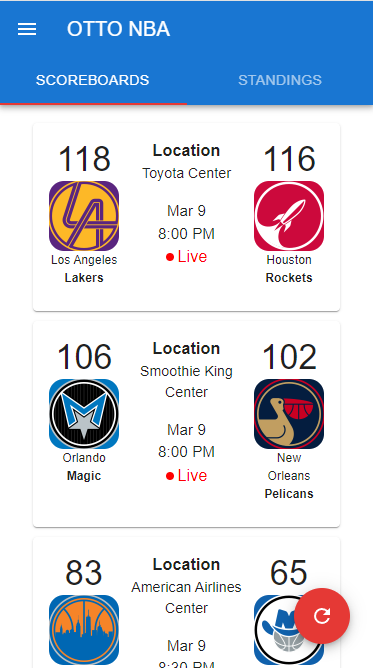 OTTO NBA
SCOREBOARDS
STANDINGS
118
Location
116
Toyota Center
Mar 9
8:00 PM
Live
LA
Los Angeles
Lakers
Houston
Rockets
106
Location
102
Smoothie King
Center
Mar 9
8:00 PM
Live
M
Orlando
Magic
New
Orleans
Pelicans
83
Location
65
American Airlines
Center
Mar 9
8:30 PM